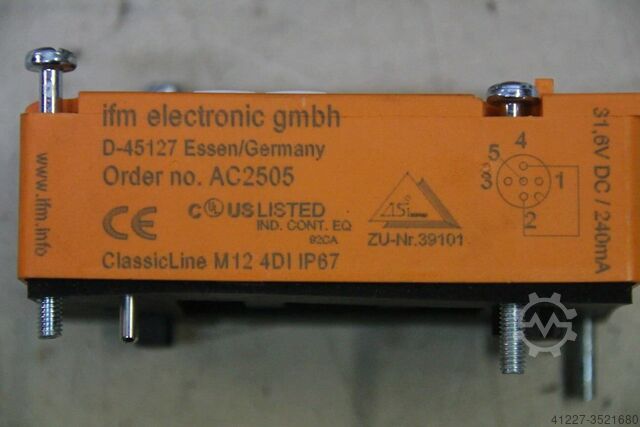 ifm electronic gmbh
D-45127 Essen/Germany
Order no. AC2505
CE
C UL US LISTED
IND. CONT. EQ
92CA
ASi
ZU-Nr.39101
ClassicLine M12 4DI IP67
www.ifm.info
4
5
3
1
2
31,6V DC / 240mA
41227-3521680